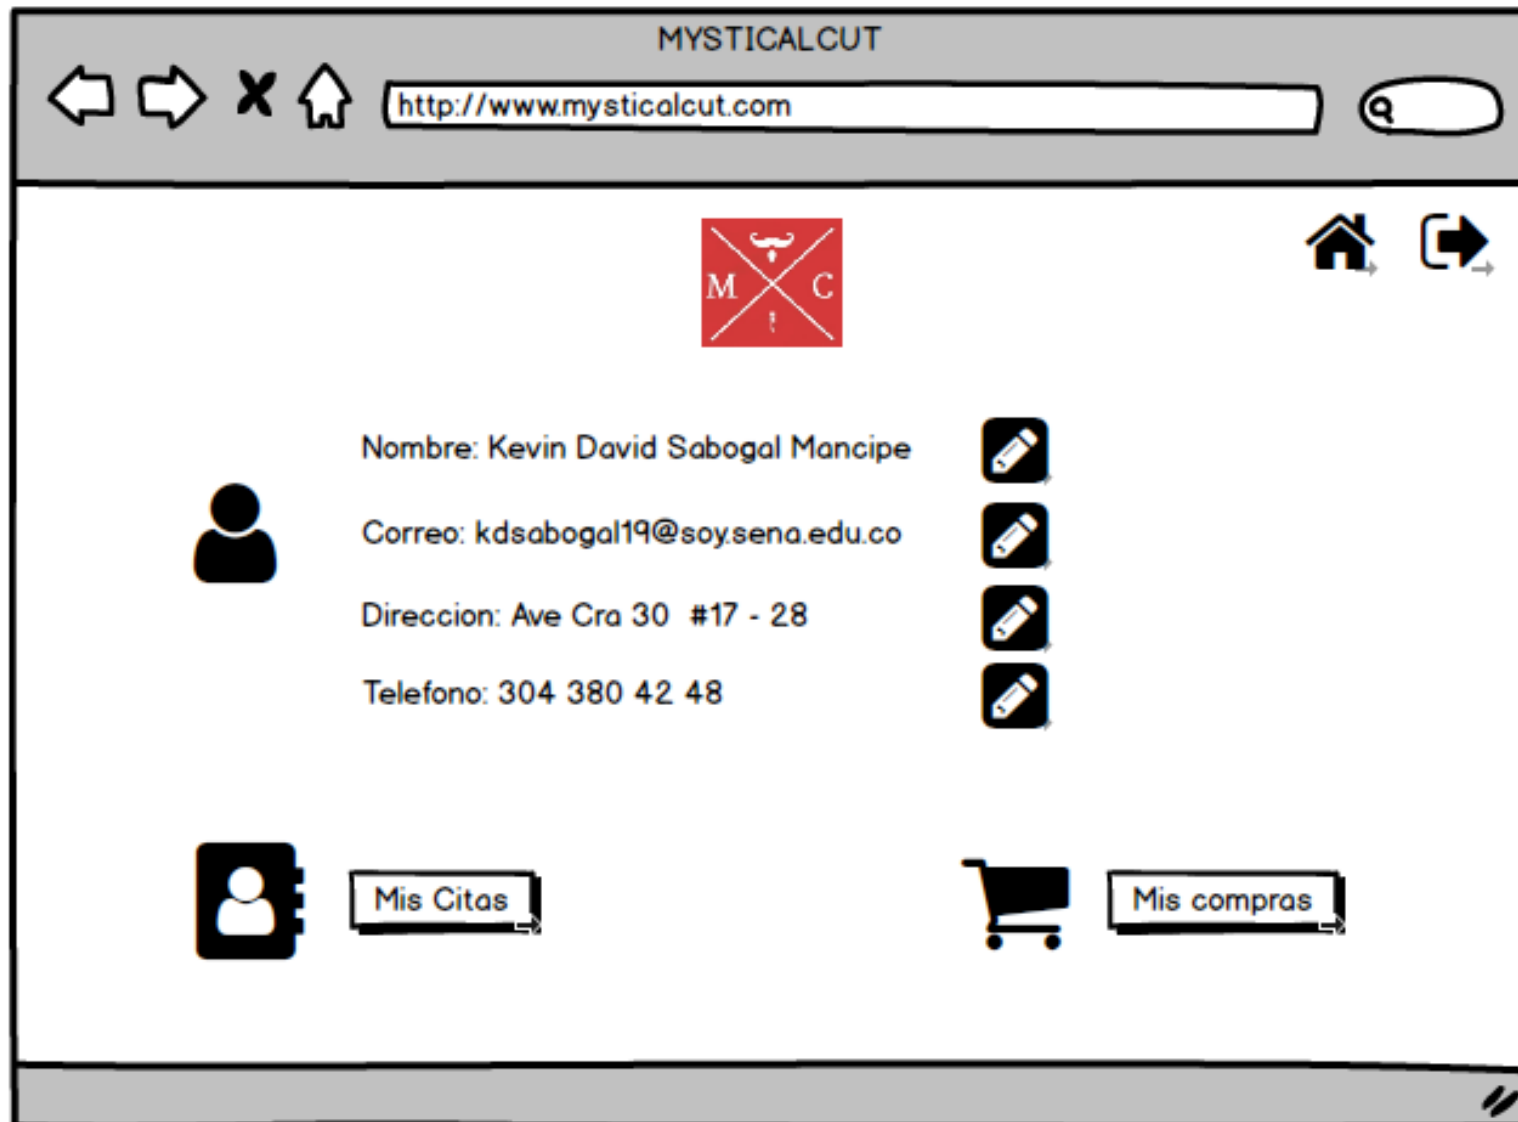 MYSTICALCUT
http://www.mysticalcut.com
M C
Nombre: Kevin David Sabogal Mancipe
Correo: kdsabogal19@soy.sena.edu.co
Direccion: Ave Cra 30 #17 - 28
Telefono: 304 380 42 48
Mis Citas
Mis compras